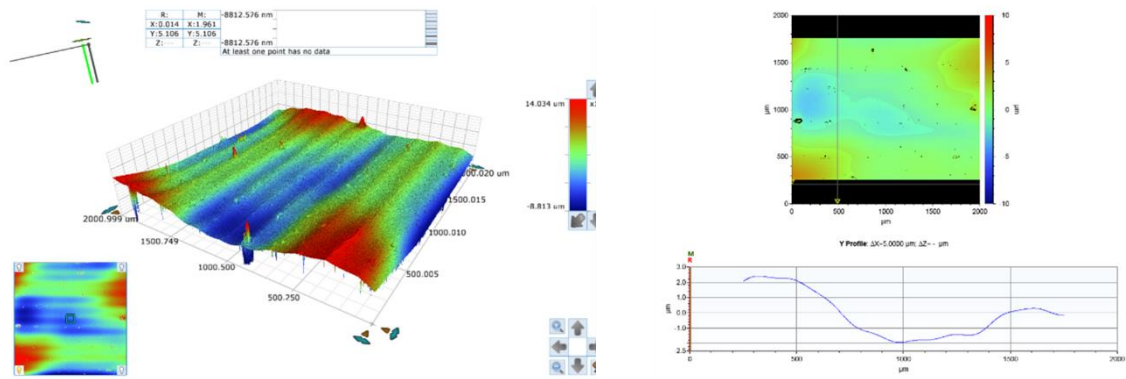 R: M: -8812.576 nm
X:0.014 X:1.961
Y:5.106 Y:5.106
Z: --- Z: --- -8812.576 nm
At least one point has no data
14.034 um
-8.813 um
2000.999 um
1500.749
1000.500
500.750
500.005
1000.010
1500.015
00.020 um
2000
1500
1000
500
0
0 500 1000 1500 2000
µm
µm
10
5
0
5
10
µm
Y Profile: ΔX=5.0000 µm; ΔZ=- µm
M
R
3.0
2.0
1.0
0.0
-1.0
2.5
µm
0 500 1000 1500 2000
µm